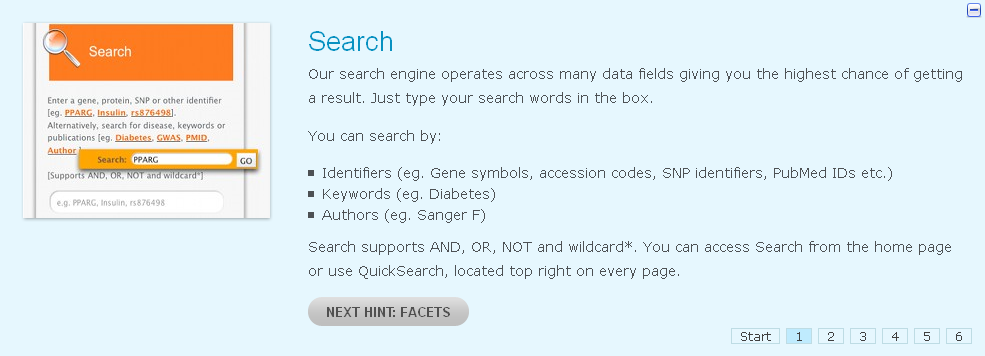 Search
Enter a gene, protein, SNP or other identifier
[eg. PPARG, Insulin, rs876498].
Alternatively, search for disease, keywords or
publications [eg. Diabetes, GWAS, PMID,
Author ]
Search: PPARG GO
[Supports AND, OR, NOT and wildcard*]
e.g. PPARG, Insulin, rs876498
Search
Our search engine operates across many data fields giving you the highest chance of getting
a result. Just type your search words in the box.
You can search by:
Identifiers (eg. Gene symbols, accession codes, SNP identifiers, PubMed IDs etc.)
Keywords (eg. Diabetes)
Authors (eg. Sanger F)
Search supports AND, OR, NOT and wildcard*. You can access Search from the home page
or use QuickSearch, located top right on every page.
NEXT HINT: FACETS
Start 1 2 3 4 5 6